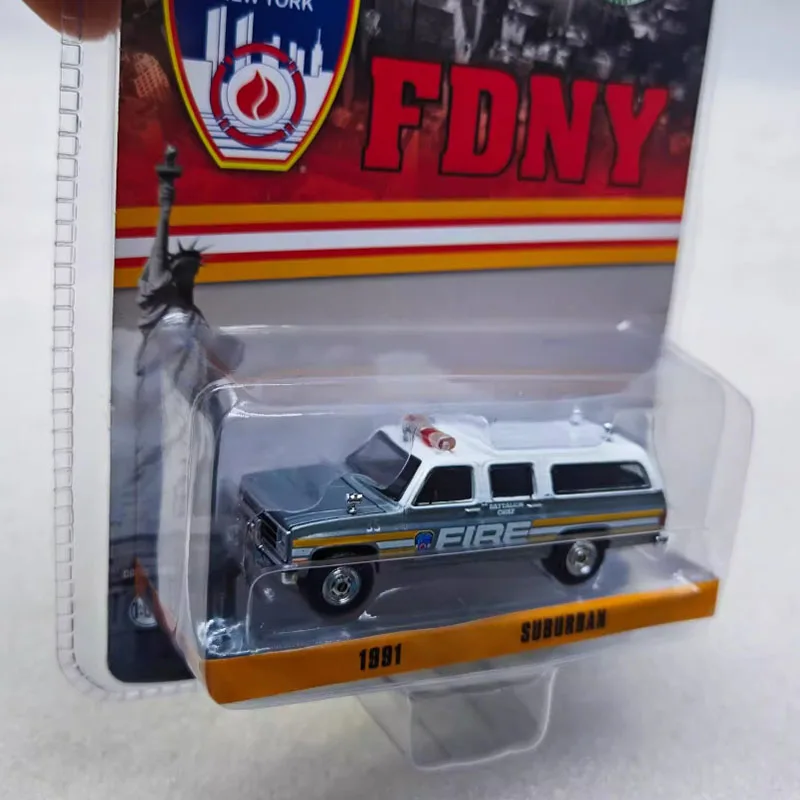 NEW YORK
FDNY
BATTALION
CHIEF
FIRE
1991 SUBURBAN